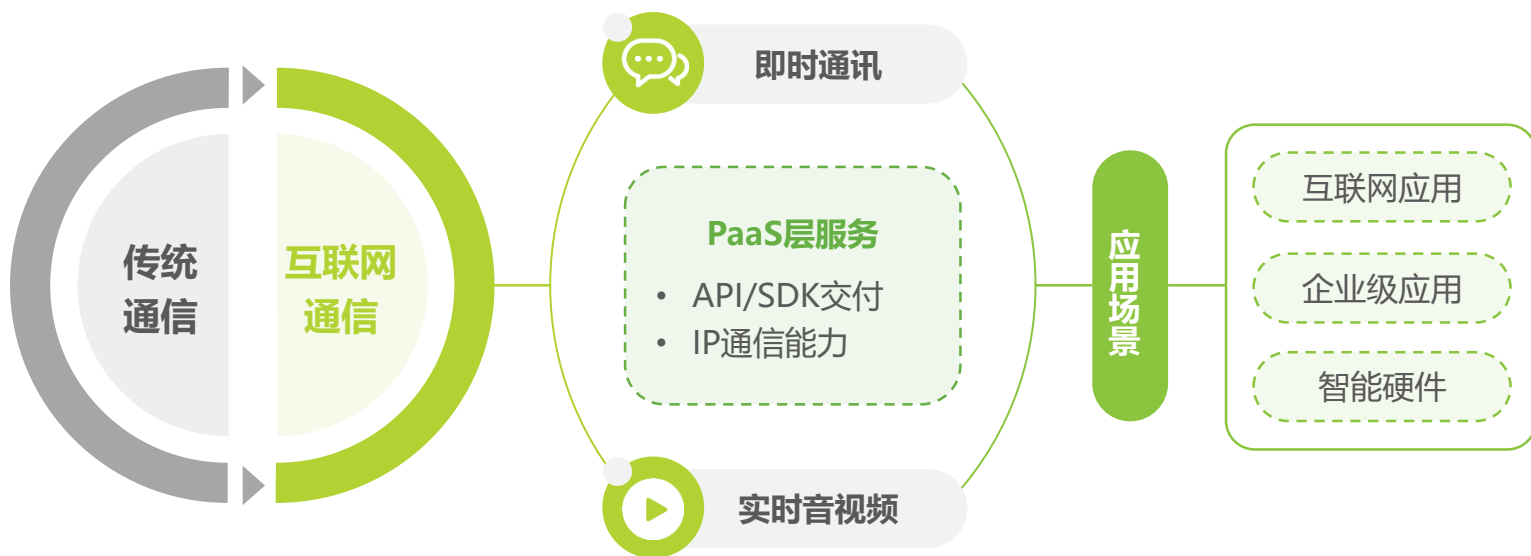 传统
通信
互联网
通信
即时通讯
PaaS层服务
• API/SDK交付
• IP通信能力
实时音视频
应用场景
互联网应用
企业级应用
智能硬件